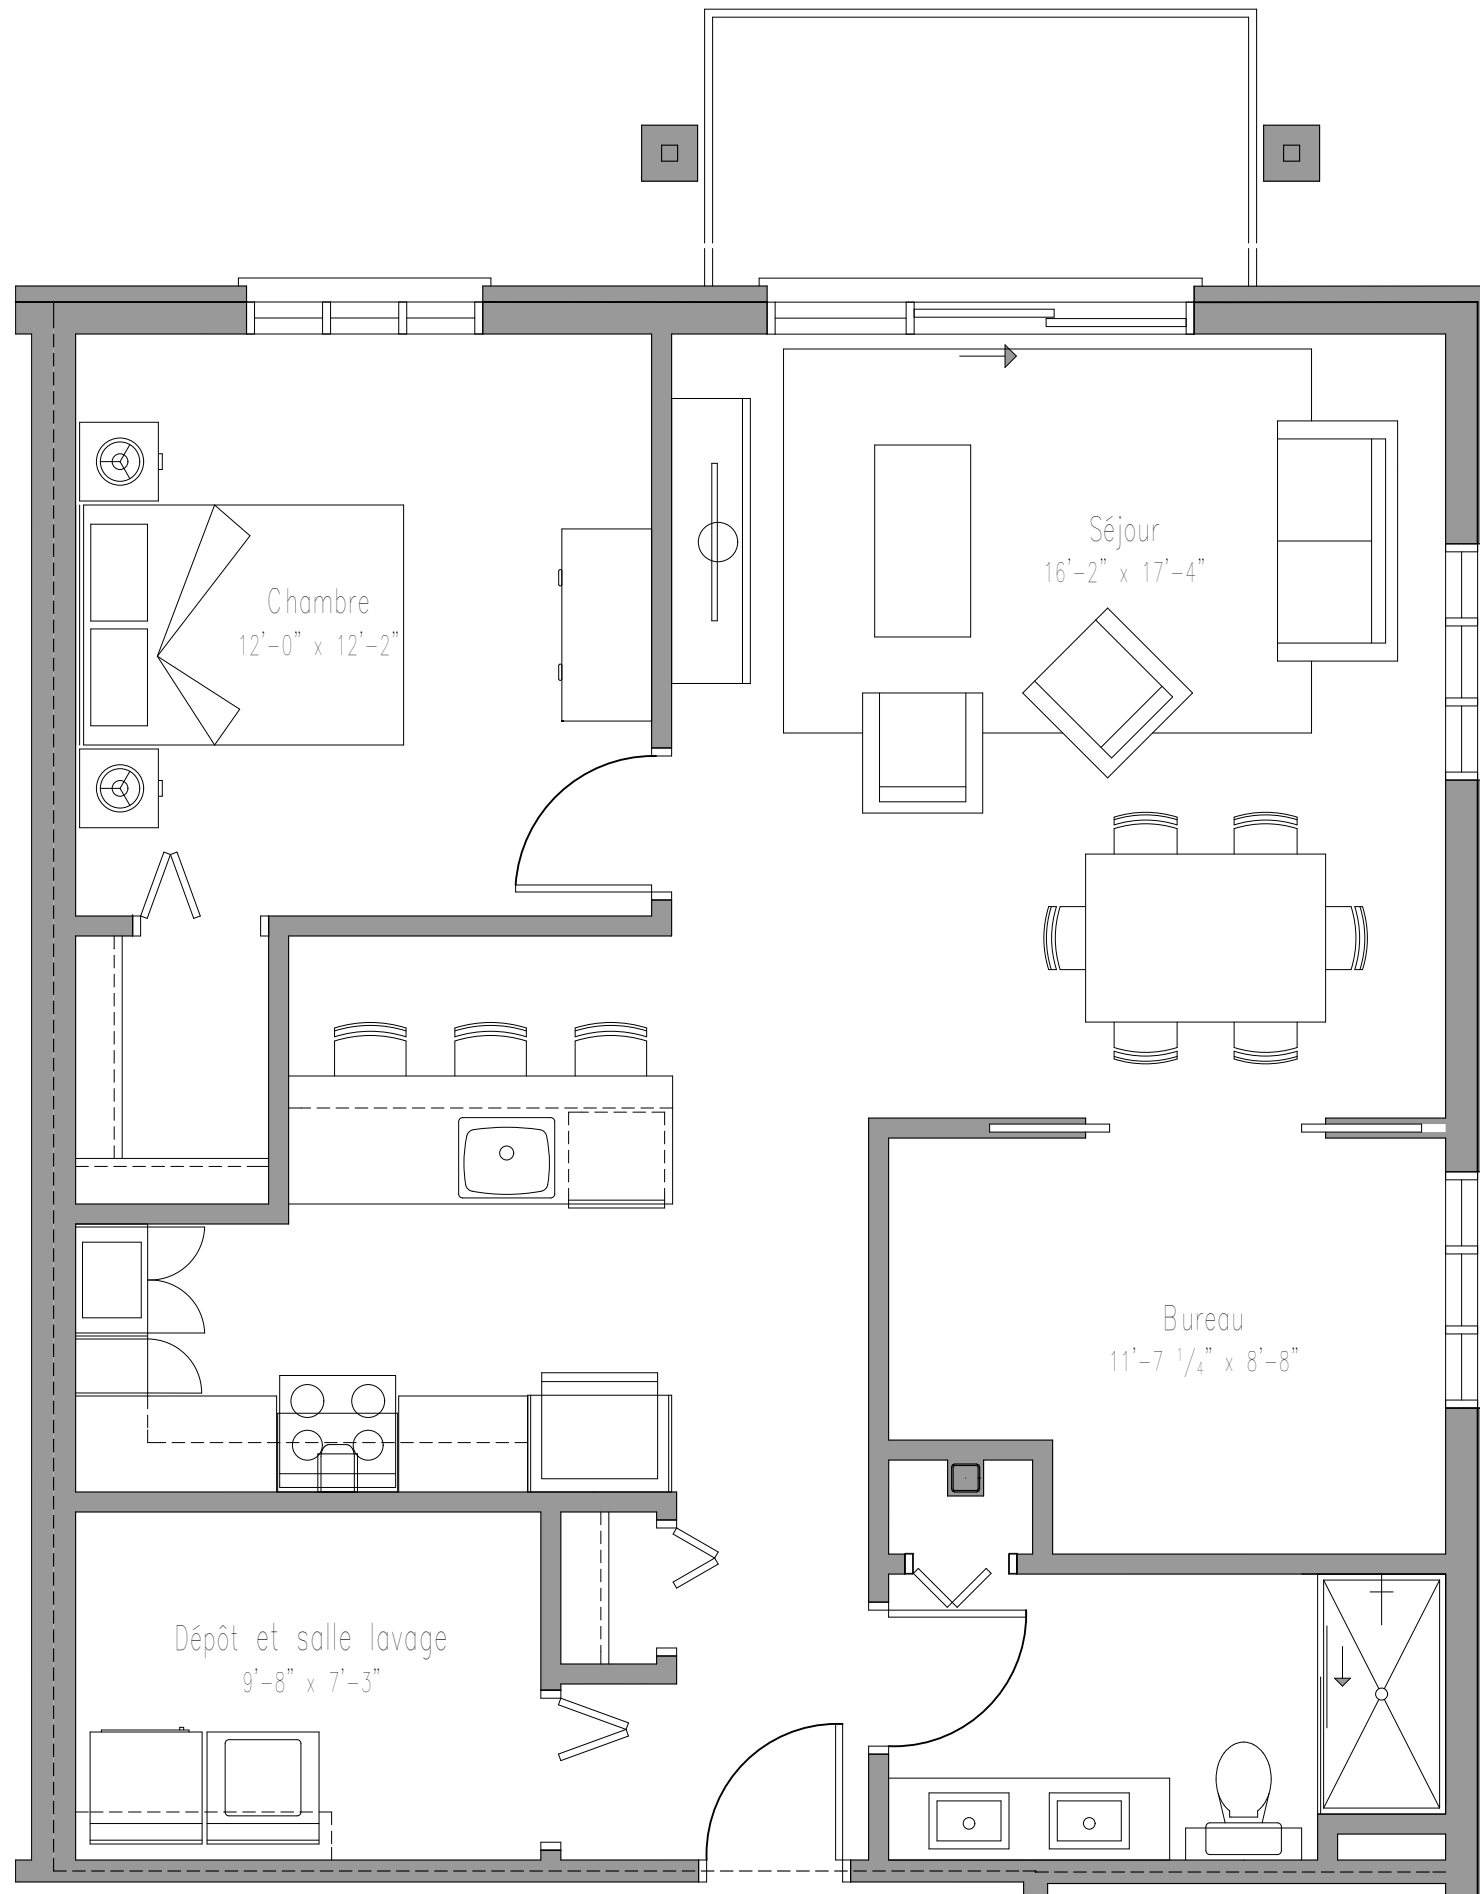 Séjour
16'-2" x 17'-4"
Chambre
12'-0" x 12'-2"
Bureau
11'-7 1/4" x 8'-8"
Dépôt et salle lavage
9'-8" x 7'-3"